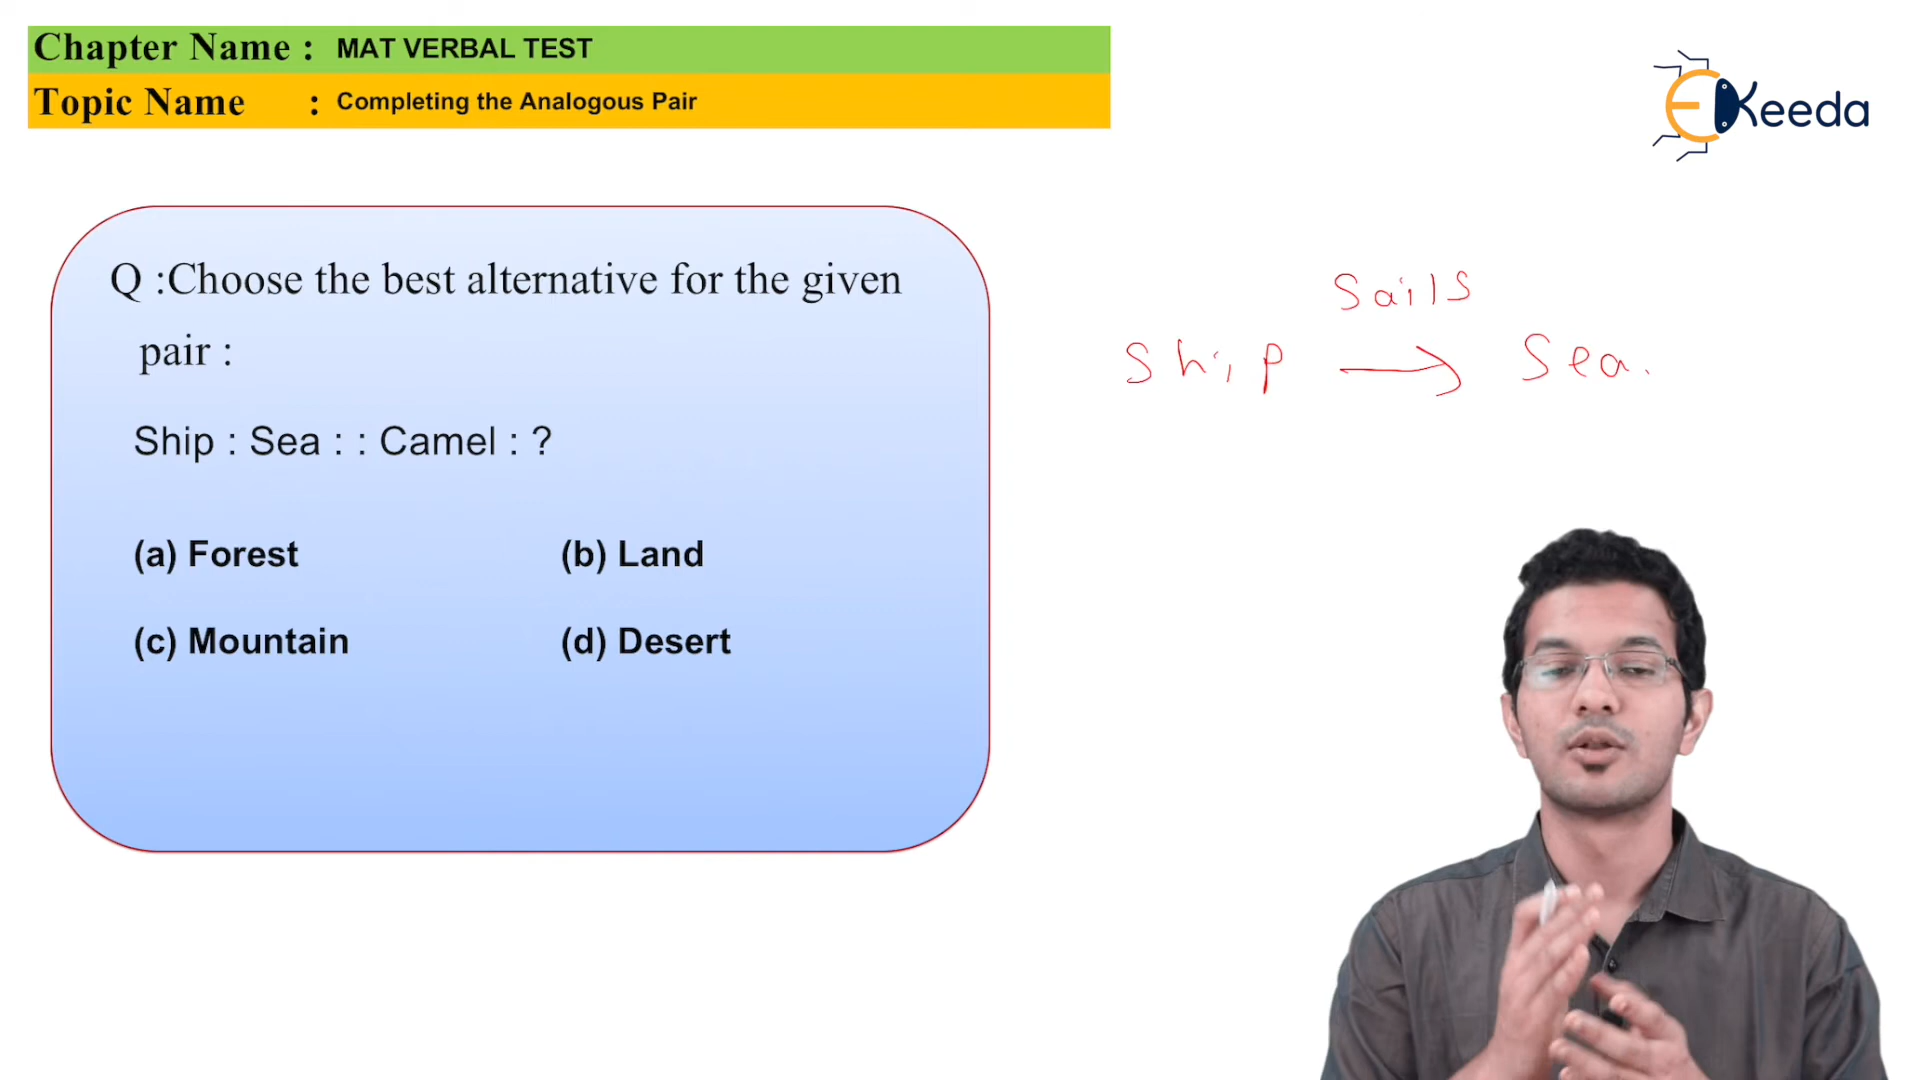 Chapter Name : MAT VERBAL TEST
Topic Name : Completing the Analogous Pair
EKeeda
Q :Choose the best alternative for the given
pair :
Ship : Sea : : Camel : ?
(a) Forest (b) Land
(c) Mountain (d) Desert
Sails
Ship → Sea.